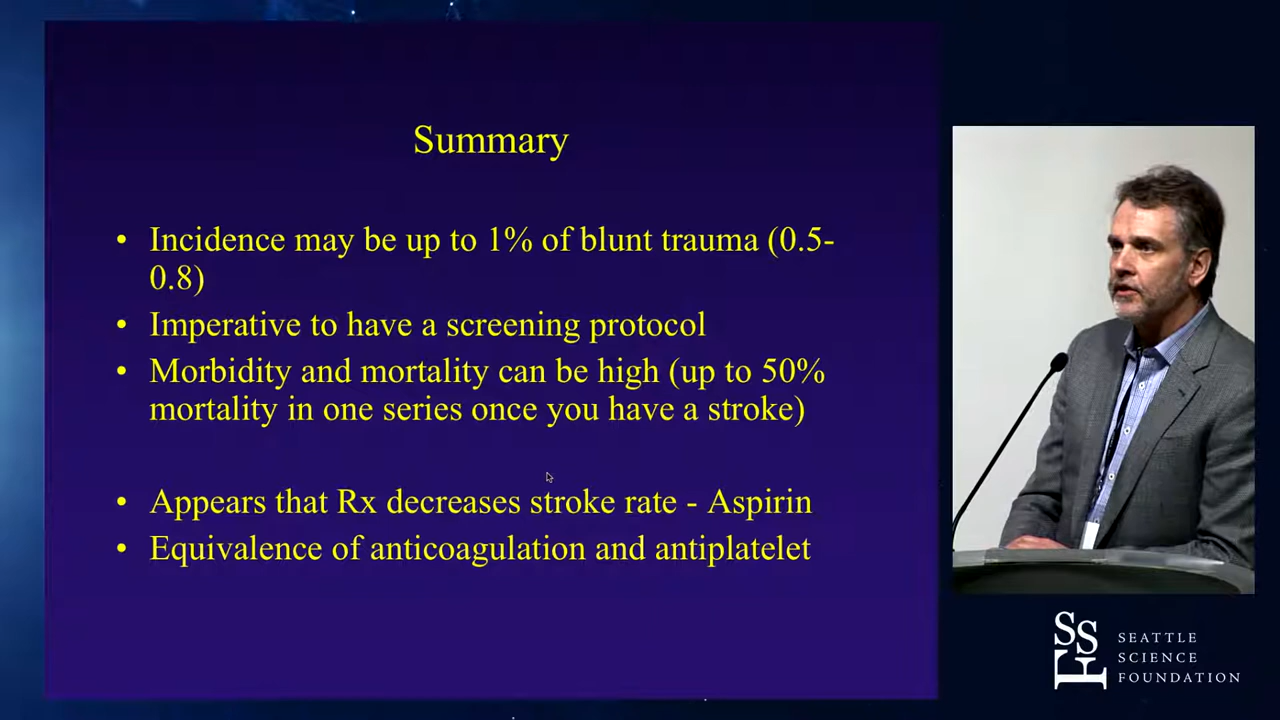 Summary
• Incidence may be up to 1% of blunt trauma (0.5-
0.8)
• Imperative to have a screening protocol
• Morbidity and mortality can be high (up to 50%
mortality in one series once you have a stroke)
• Appears that Rx decreases stroke rate - Aspirin
• Equivalence of anticoagulation and antiplatelet
SSF
SEATTLE
SCIENCE
FOUNDATION